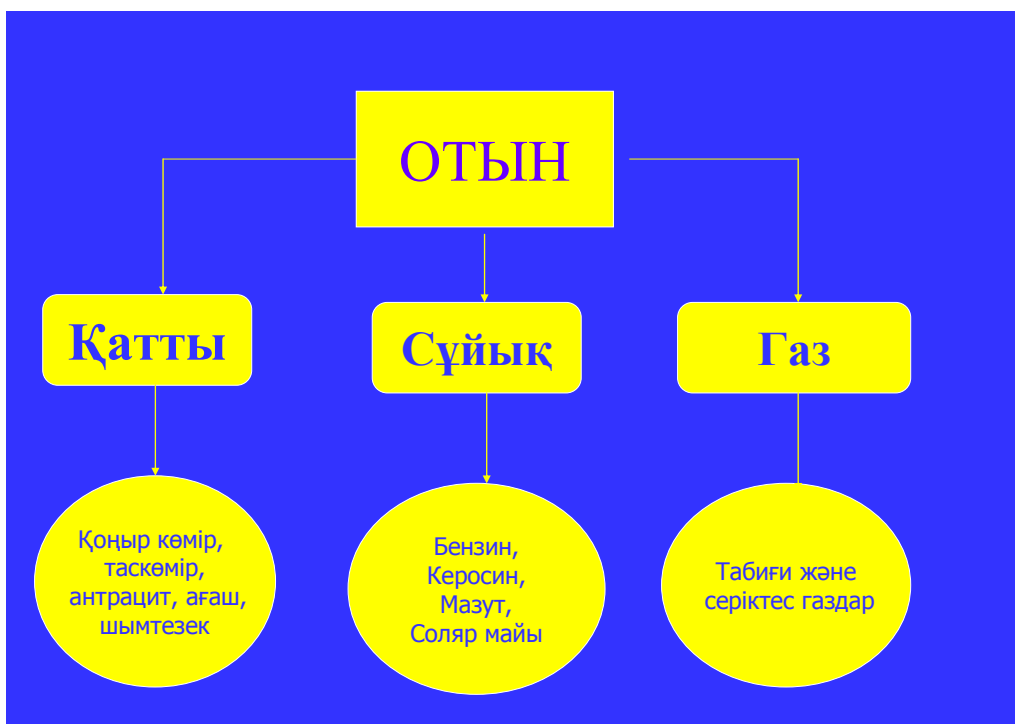 ОТЫН
Қатты
Сұйық
Газ
Қоңыр көмір,
таскөмір,
антрацит, ағаш,
шымтезек
Бензин,
Керосин,
Мазут,
Соляр майы
Табиғи және
серіктес газдар